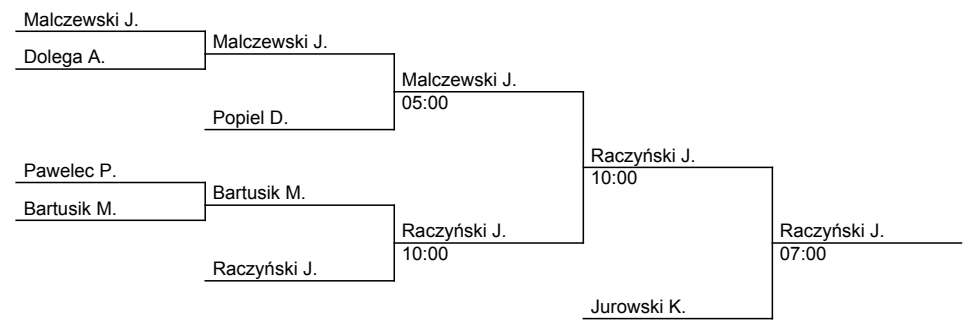 Malczewski J.
Dolega A.
Malczewski J.
Popiel D.
Malczewski J.
05:00
Pawelec P.
Bartusik M.
Bartusik M.
Raczyński J.
Raczyński J.
10:00
Raczyński J.
10:00
Jurowski K.
Raczyński J.
07:00